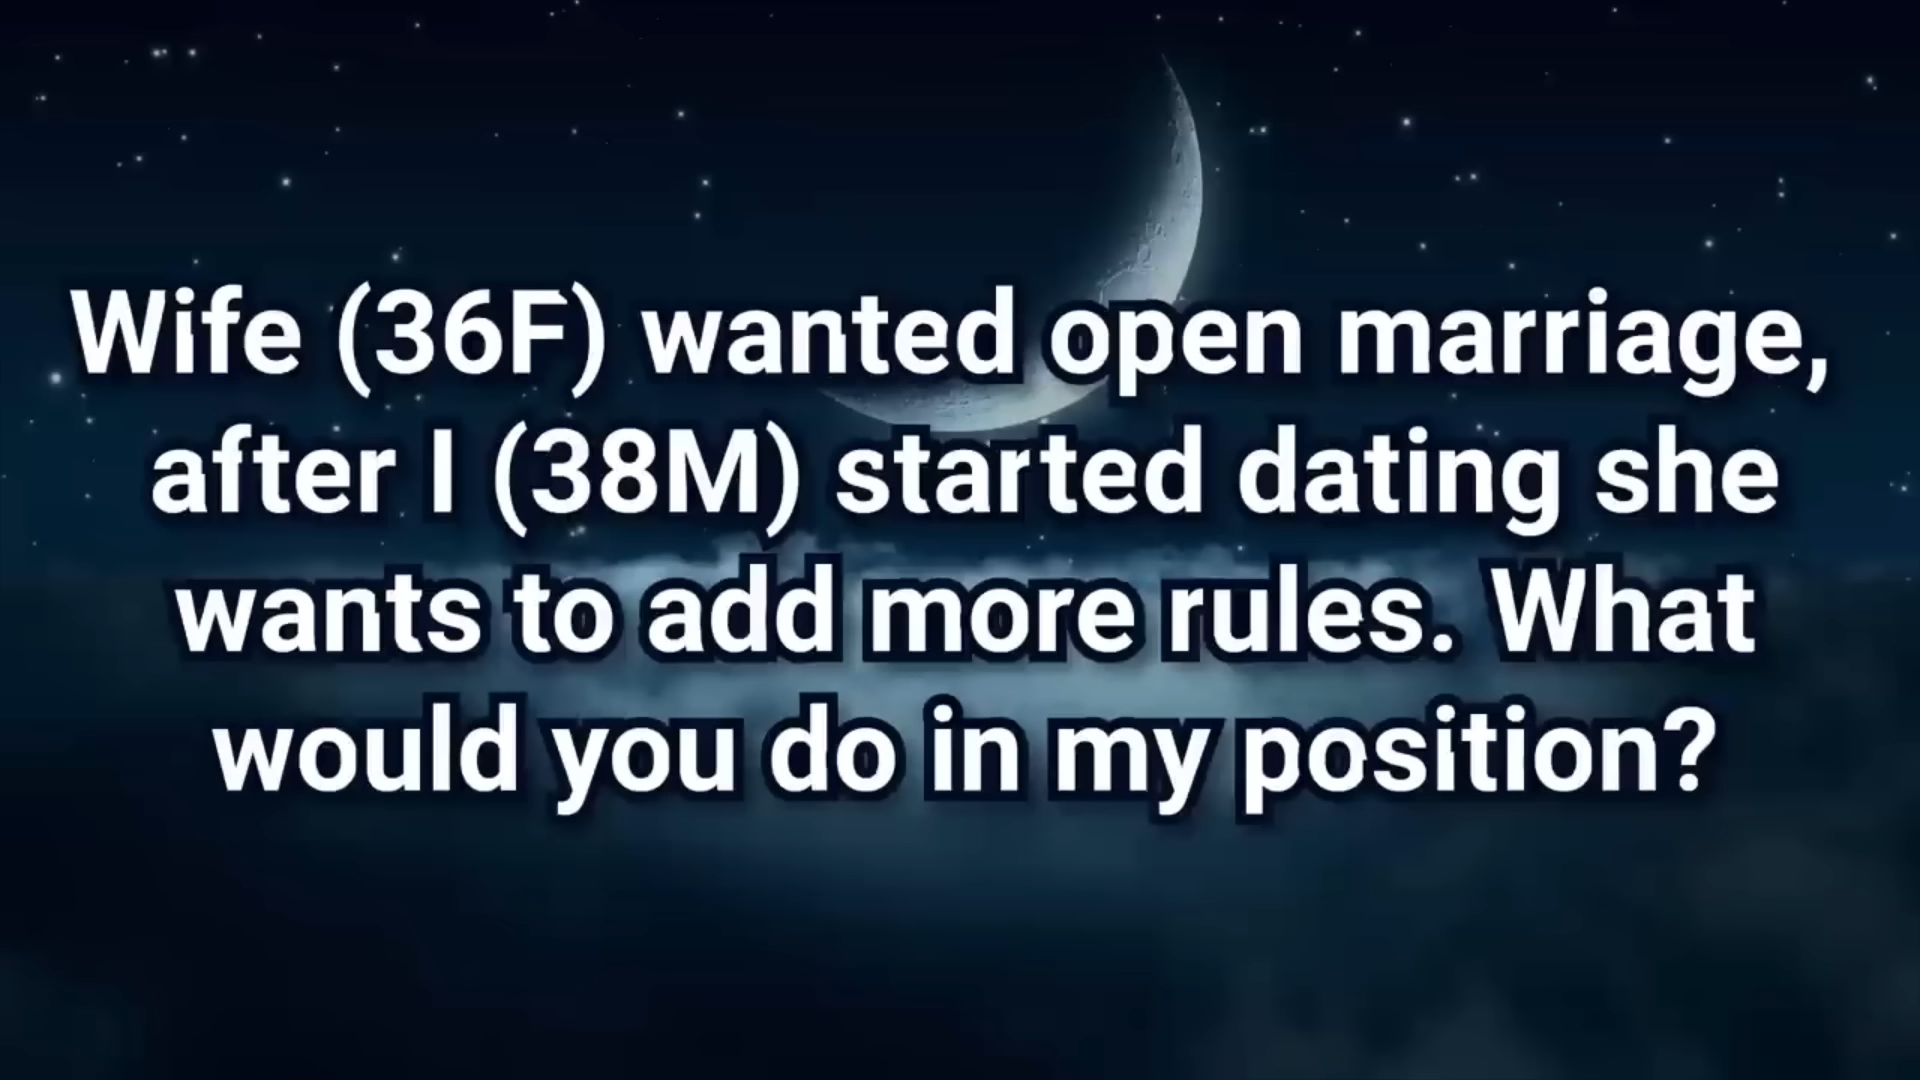 Wife (36F) wanted open marriage,
after I (38M) started dating she
wants to add more rules. What
would you do in my position?